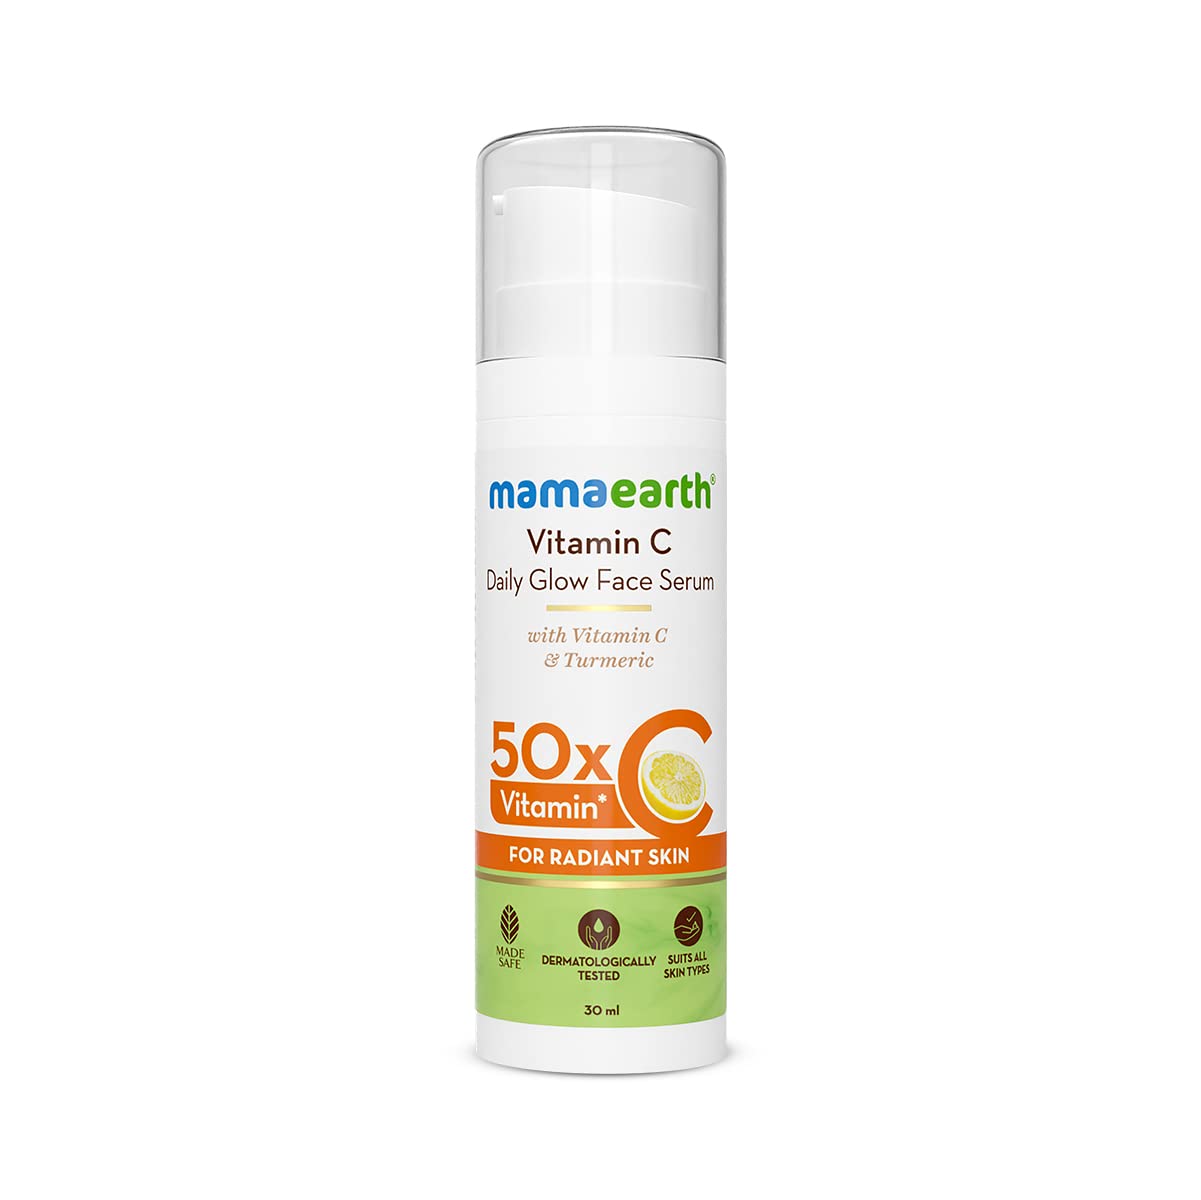 mamaearth®
Vitamin C
Daily Glow Face Serum
with Vitamin C
& Turmeric
50x C
Vitamin*
FOR RADIANT SKIN
MADE
SAFE
DERMATOLOGICALLY
TESTED
SUITS ALL
SKIN TYPES
30 ml